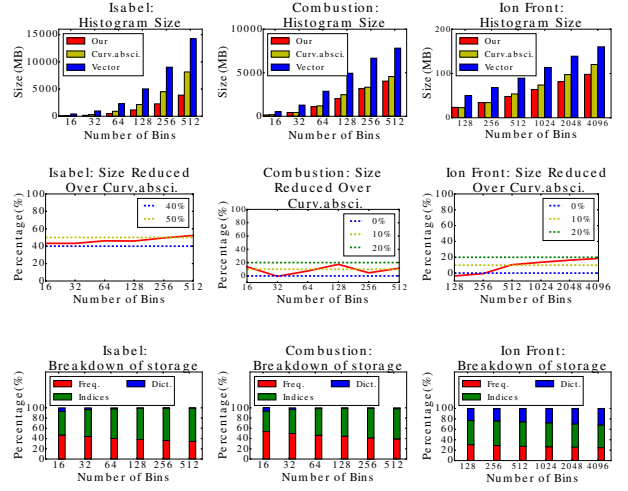 Isabel:
Histogram Size
Size (MB)
15000
10000
5000
0
Our
Curv.absci.
Vector
16 32 64 128 256 512
Number of Bins
Combustion:
Histogram Size
Size (MB)
10000
5000
0
Our
Curv.absci.
Vector
16 32 64 128 256 512
Number of Bins
Ion Front:
Histogram Size
Size (MB)
200
100
0
Our
Curv.absci.
Vector
128 256 512 1024 2048 4096
Number of Bins
Isabel: Size Reduced
Over Curv.absci.
Percentage(%)
100
80
60
40
20
0
40%
50%
16 32 64 128 256 512
Number of Bins
Combustion: Size
Reduced Over
Curv.absci.
Percentage(%)
100
80
60
40
20
0
0%
10%
20%
16 32 64 128 256 512
Number of Bins
Ion Front: Size Reduced
Over Curv.absci.
Percentage(%)
100
80
60
40
20
0
0%
10%
20%
128 256 512 1024 2048 4096
Number of Bins
Isabel:
Breakdown of storage
Percentage(%)
100
80
60
40
20
0
Freq.
Indices
Dict.
16 32 64 128 256 512
Number of Bins
Combustion:
Breakdown of storage
Percentage(%)
100
80
60
40
20
0
Freq.
Indices
Dict.
16 32 64 128 256 512
Number of Bins
Ion Front:
Breakdown of storage
Percentage(%)
100
80
60
40
20
0
Freq.
Indices
Dict.
128 256 512 1024 2048 4096
Number of Bins